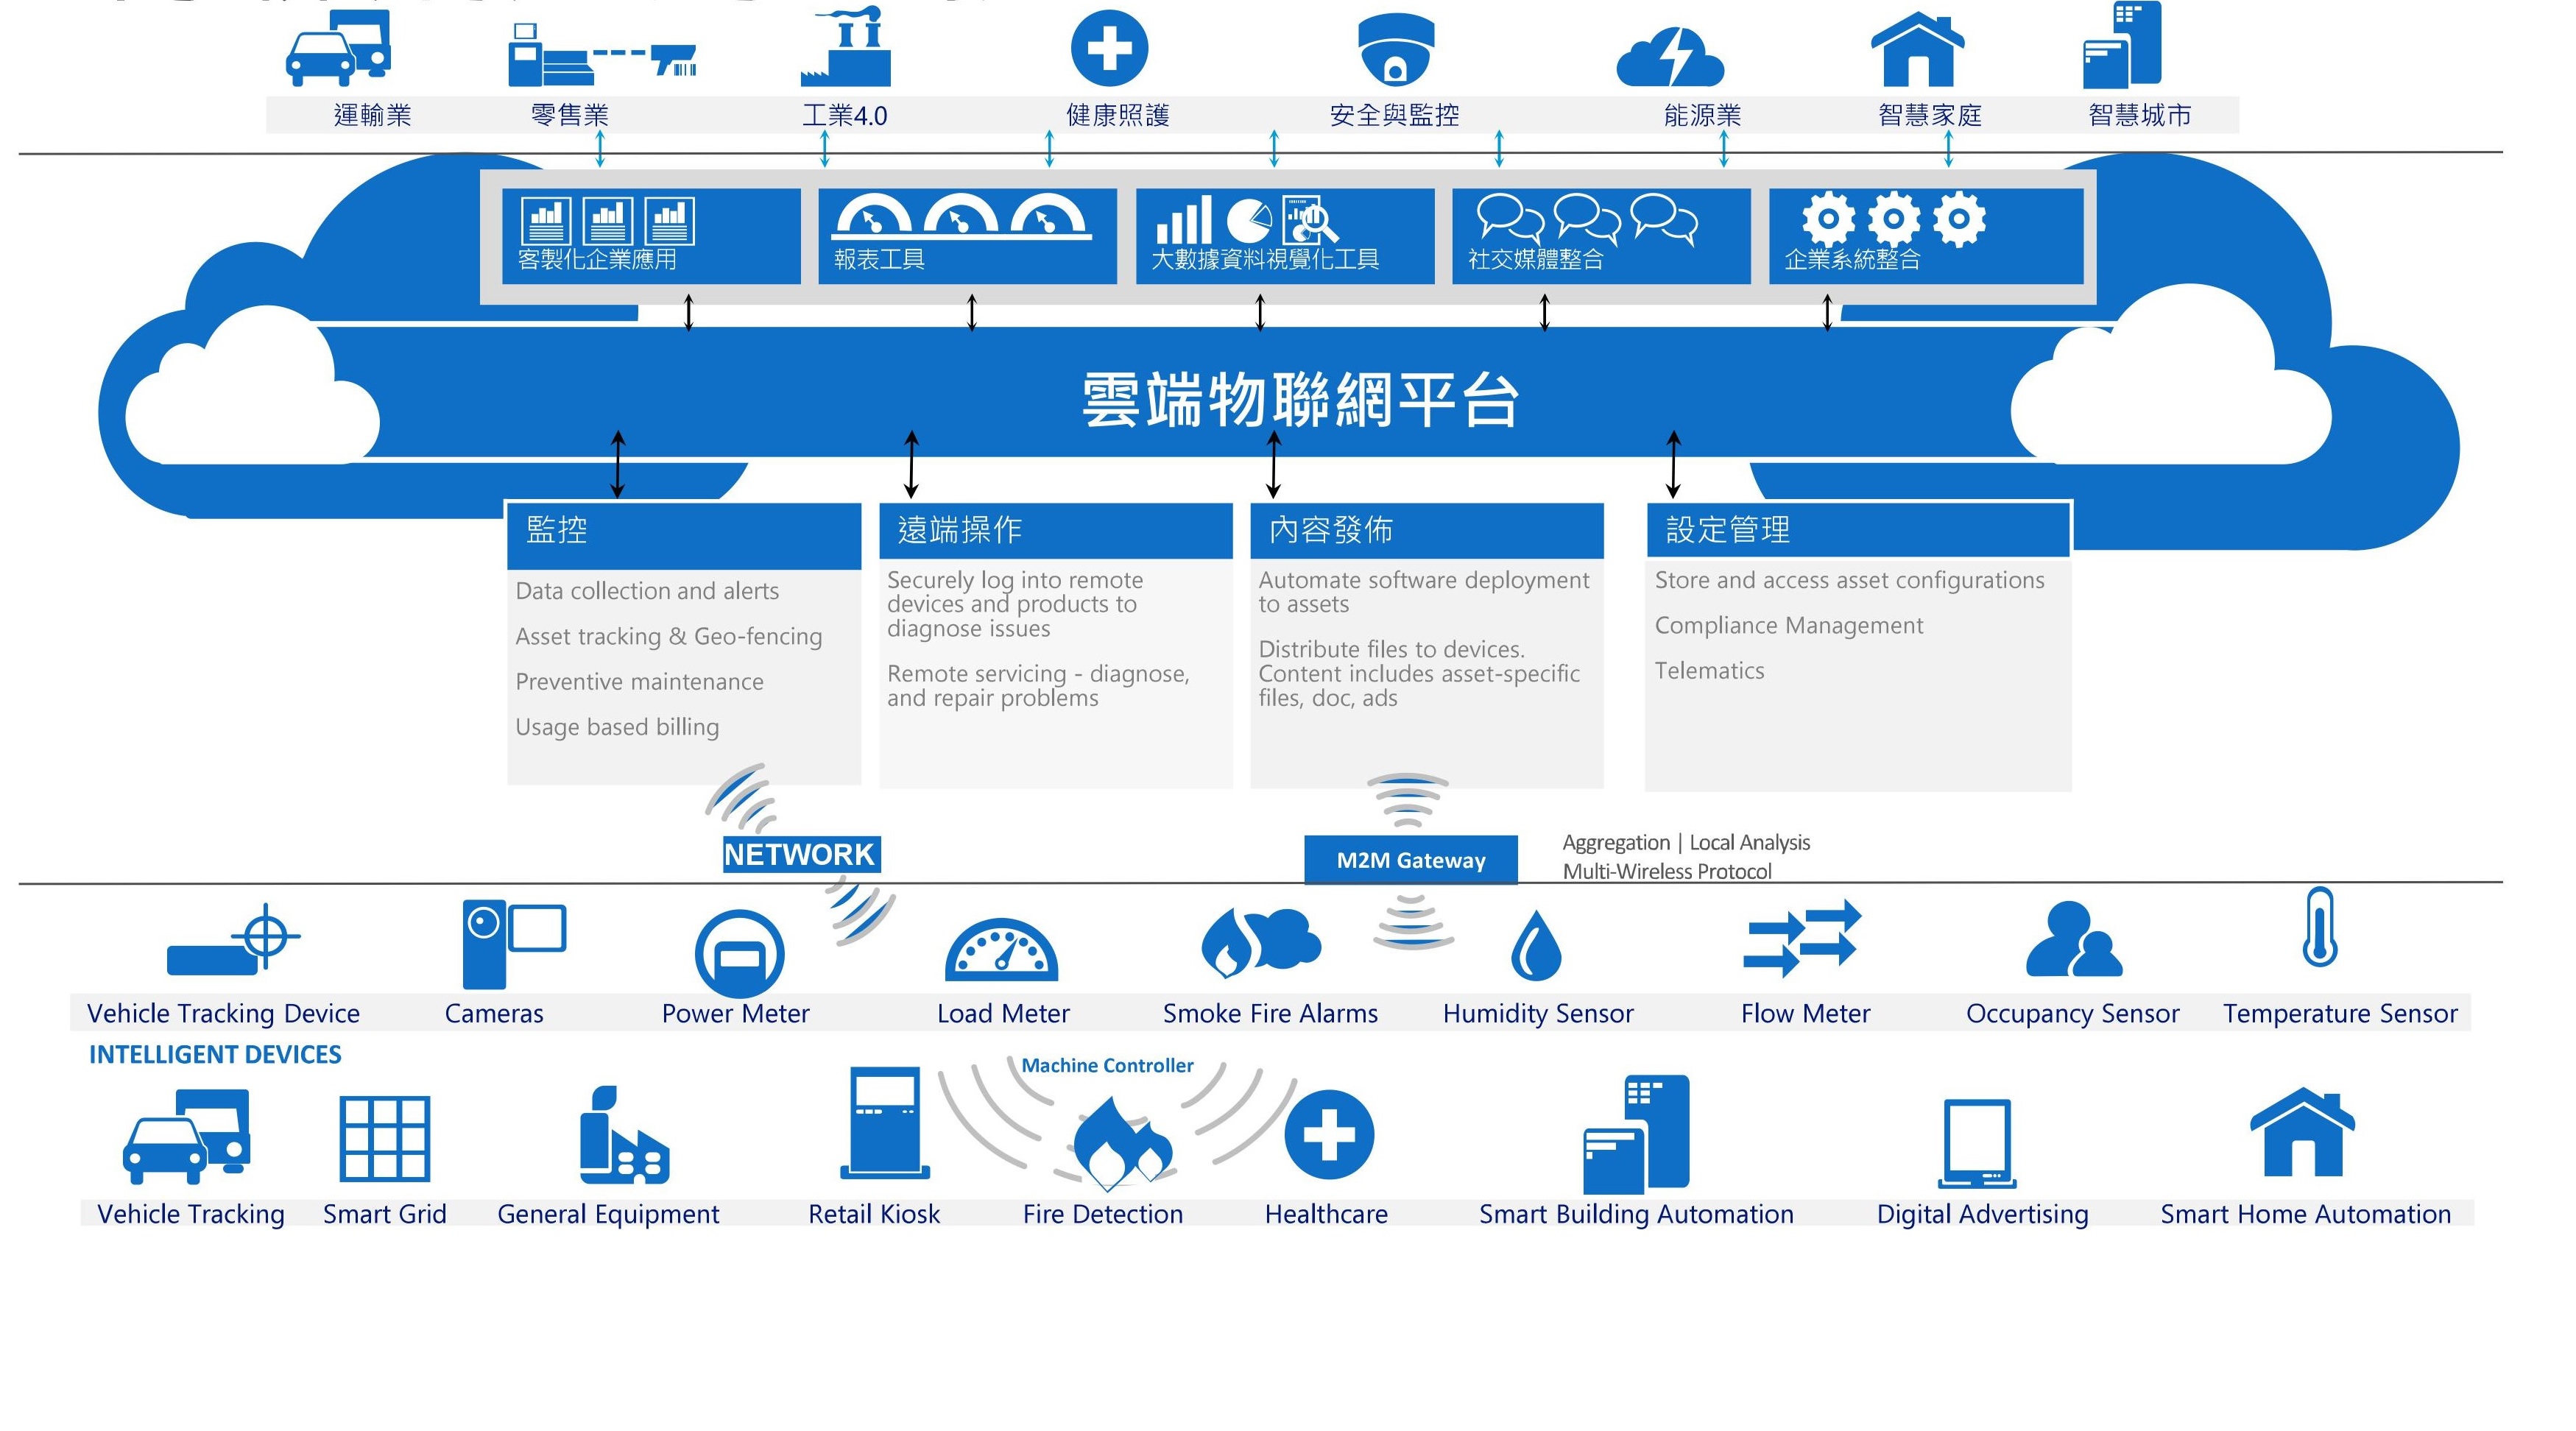 運輸業
零售業
工業4.0
健康照護
安全與監控
能源業
智慧家庭
智慧城市
客製化企業應用
報表工具
大數據資料視覺化工具
社交媒體整合
企業系統整合
雲端物聯網平台
監控
Data collection and alerts
Asset tracking & Geo-fencing
Preventive maintenance
Usage based billing
遠端操作
Securely log into remote
devices and products to
diagnose issues
Remote servicing - diagnose,
and repair problems
內容發佈
Automate software deployment
to assets
Distribute files to devices.
Content includes asset-specific
files, doc, ads
設定管理
Store and access asset configurations
Compliance Management
Telematics
NETWORK
M2M Gateway
Aggregation | Local Analysis
Multi-Wireless Protocol
Vehicle Tracking Device
Cameras
Power Meter
Load Meter
Smoke Fire Alarms
Humidity Sensor
Flow Meter
Occupancy Sensor
Temperature Sensor
INTELLIGENT DEVICES
Machine Controller
Vehicle Tracking
Smart Grid
General Equipment
Retail Kiosk
Fire Detection
Healthcare
Smart Building Automation
Digital Advertising
Smart Home Automation